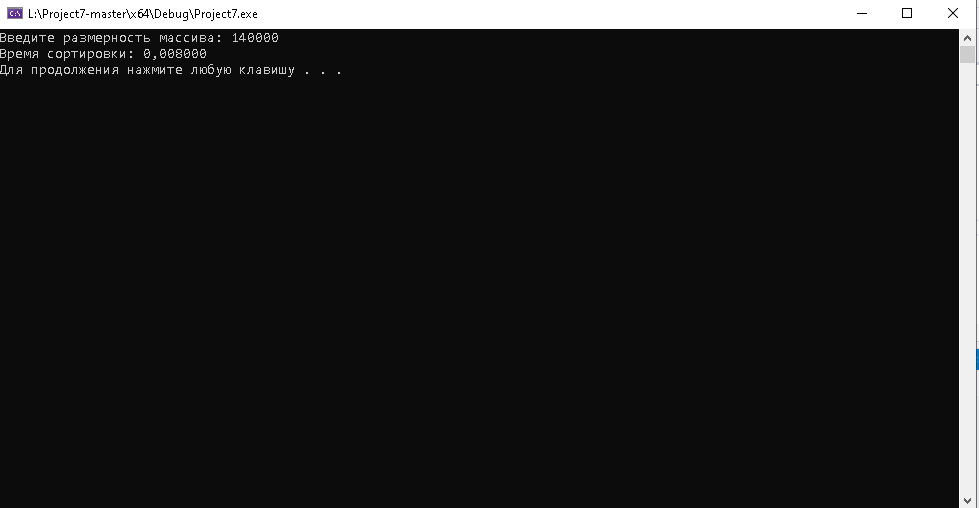 L:\Project7-master\x64\Debug\Project7.exe
Введите размерность массива: 140000
Время сортировки: 0,008000
Для продолжения нажмите любую клавишу . . .